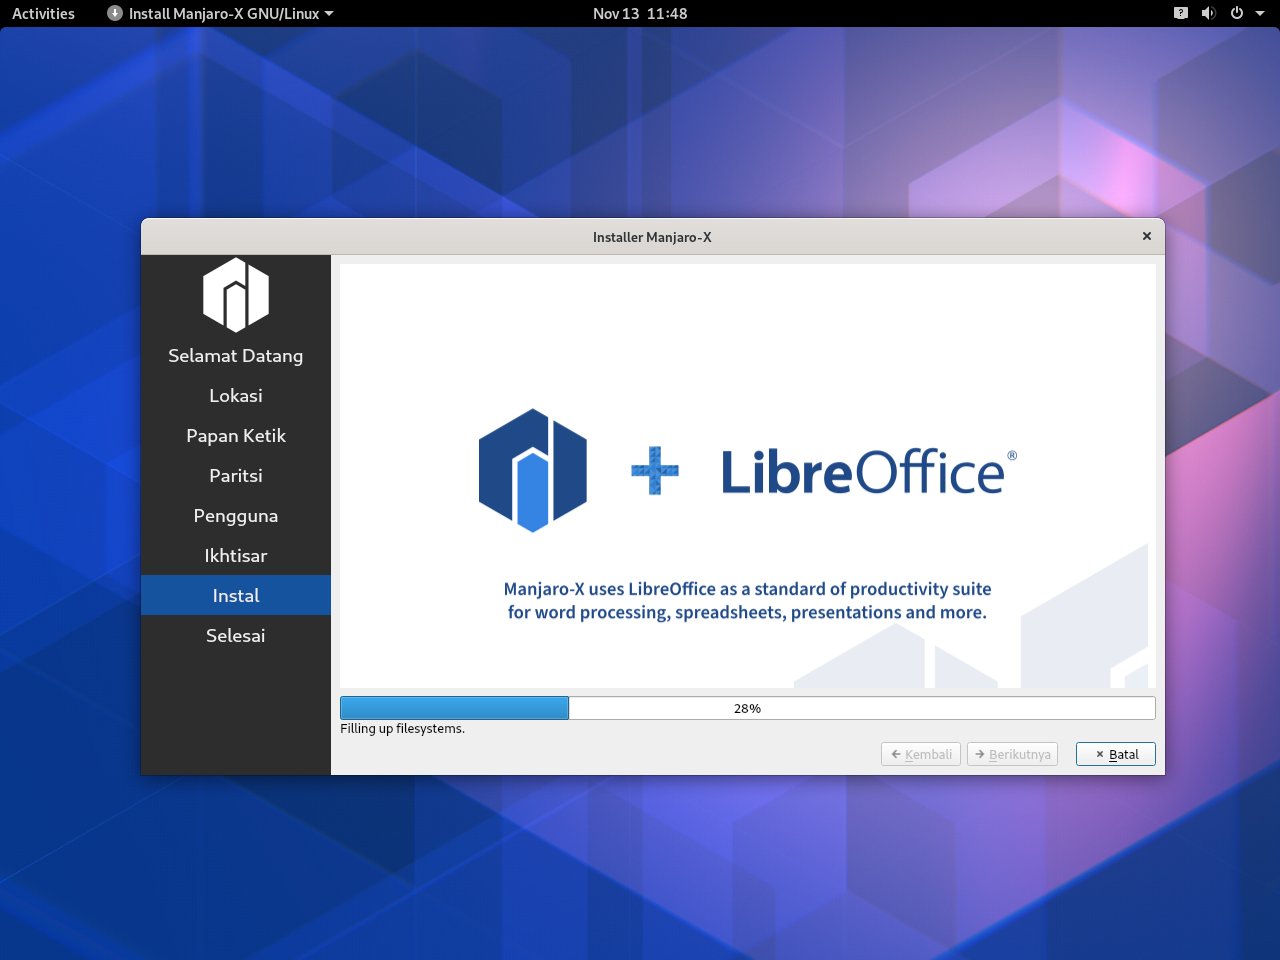 Activities
Install Manjaro-X GNU/Linux
Nov 13 11:48
Installer Manjaro-X
Selamat Datang
Lokasi
Papan Ketik
Paritsi
Pengguna
Ikhtisar
Instal
Selesai
LibreOffice®
Manjaro-X uses LibreOffice as a standard of productivity suite
for word processing, spreadsheets, presentations and more.
28%
Filling up filesystems.
Kembali
Berikutnya
Batal